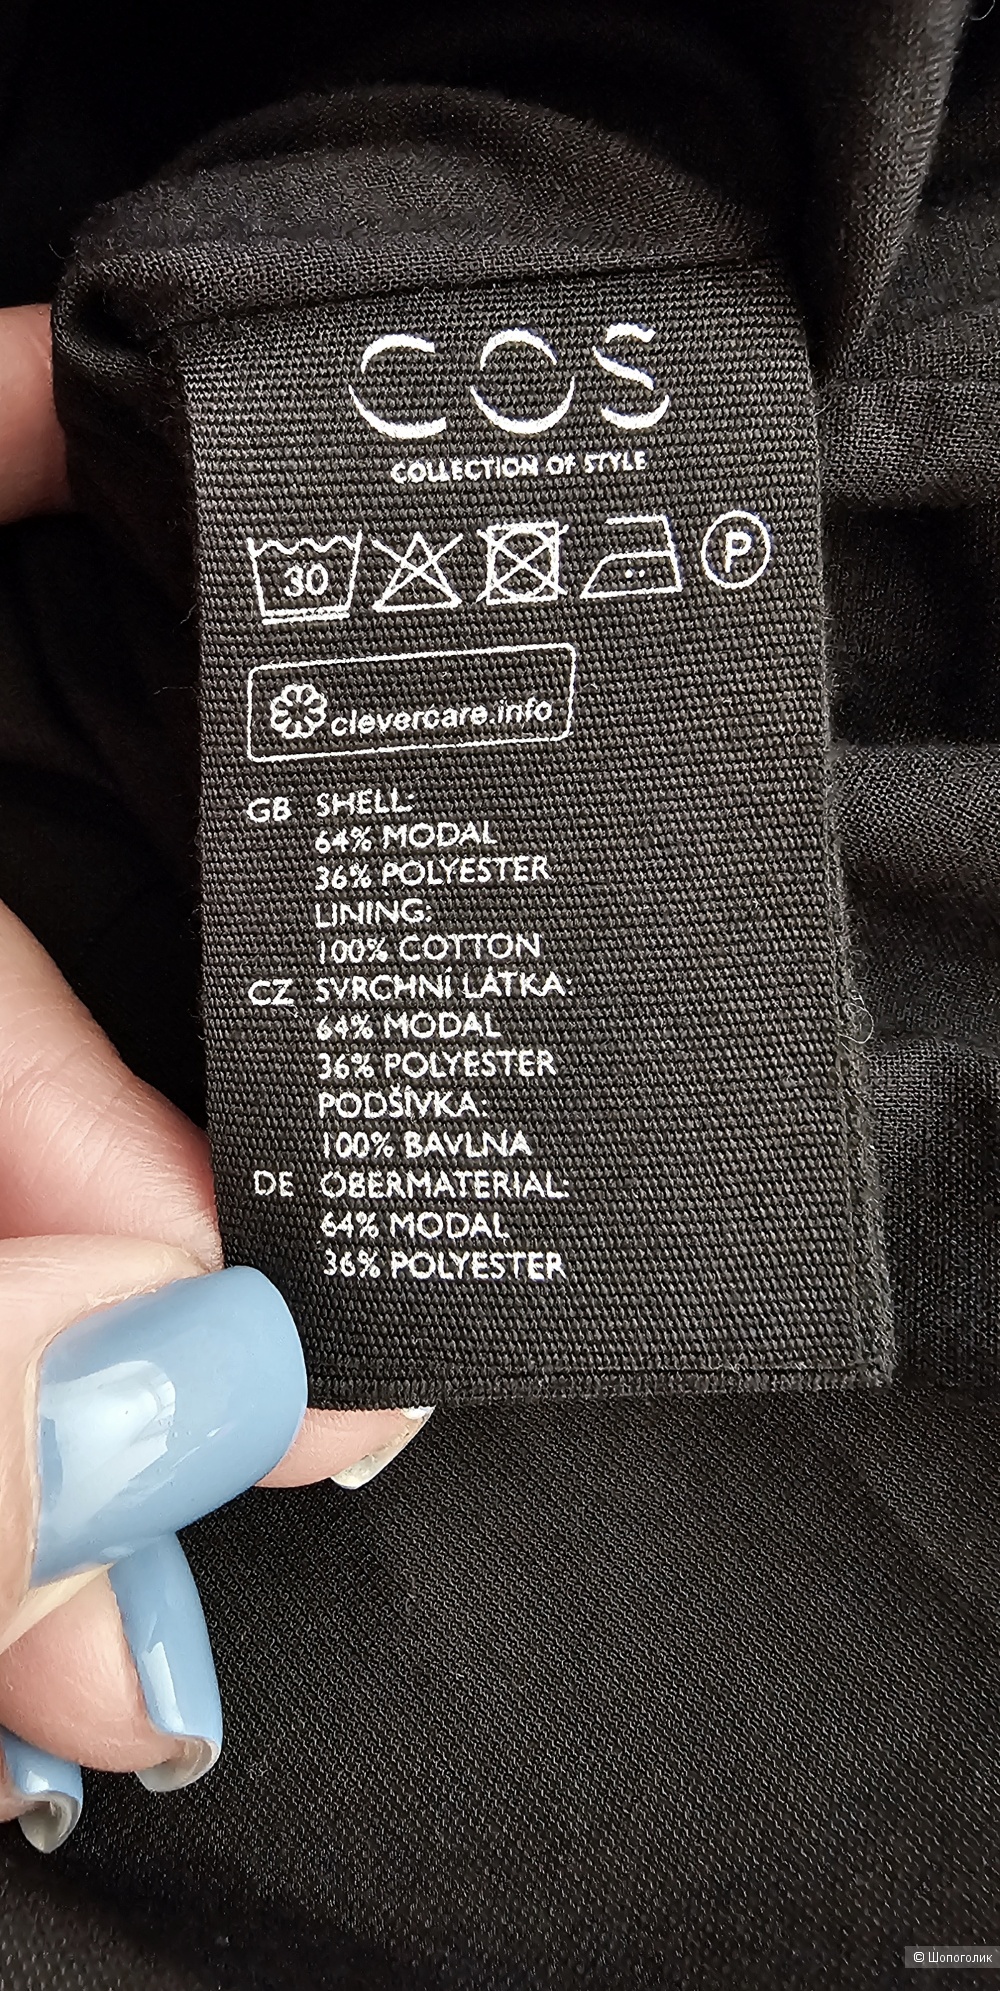 COS
COLLECTION OF STYLE
30 P
clevercare.info
GB SHELL:
64% MODAL
36% POLYESTER
LINING:
100% COTTON
CZ SVRCHNÍ LÁTKA:
64% MODAL
36% POLYESTER
PODŠÍVKA:
100% BAVLNA
DE OBERMATERIAL:
64% MODAL
36% POLYESTER
© Шопоголик